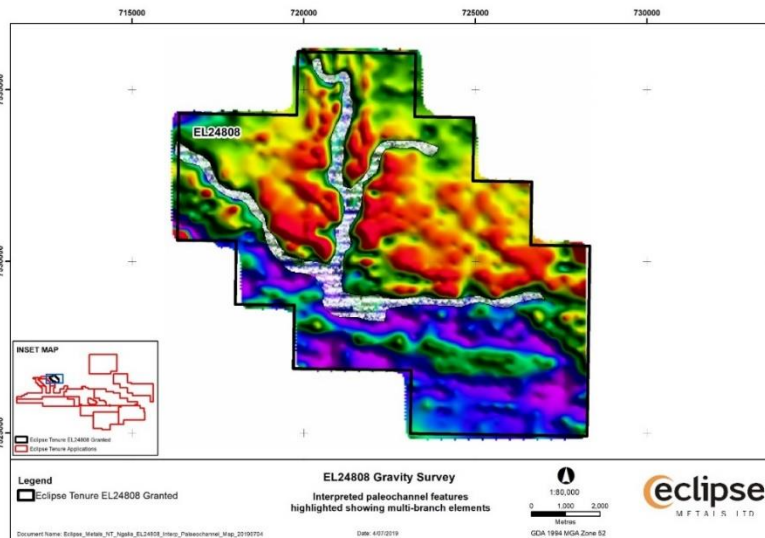 715000 720000 725000 730000
EL24808
INSET MAP
Eclipse Tenure EL24808 Granted
Eclipse Tenure Applications
Legend
Eclipse Tenure EL24808 Granted
EL24808 Gravity Survey
Interpreted paleochannel features
highlighted showing multi-branch elements
1:80,000
0 1,000 2,000
Metres
GDA 1994 MGA Zone 52
eclipse
METALS LTD
Document Name: Eclipse_Metals_NT_Ngalia_EL24808_Interp_Palaeochannel_Map_20190704
Date: 4/07/2019